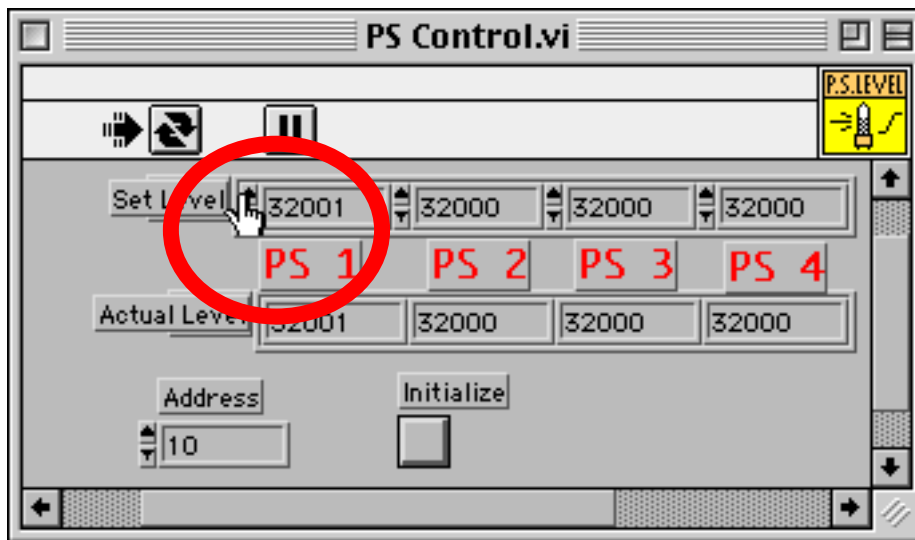 PS Control.vi
P.S.LEVEL
Set Level 32001 32000 32000 32000
PS 1 PS 2 PS 3 PS 4
Actual Level 32001 32000 32000 32000
Address Initialize
10